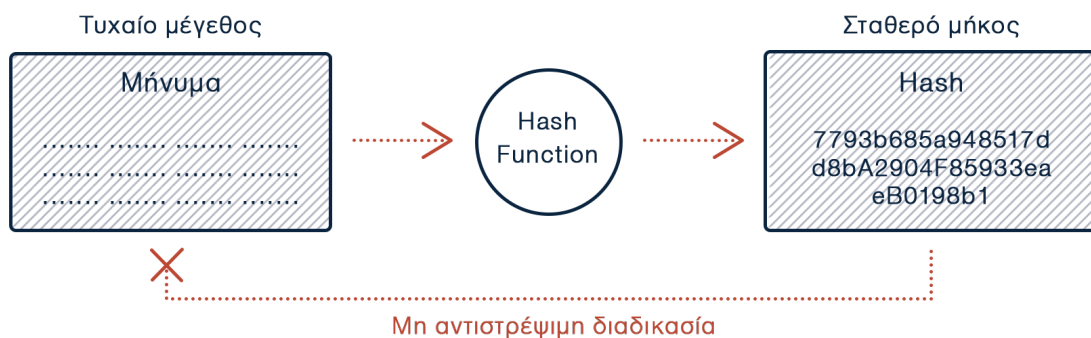 Τυχαίο μέγεθος
Μήνυμα
....... ....... ....... .......
....... ....... ....... .......
....... ....... ....... .......
Hash
Function
Σταθερό μήκος
Hash
7793b685a948517d
d8bA2904F85933ea
eB0198b1
Μη αντιστρέψιμη διαδικασία